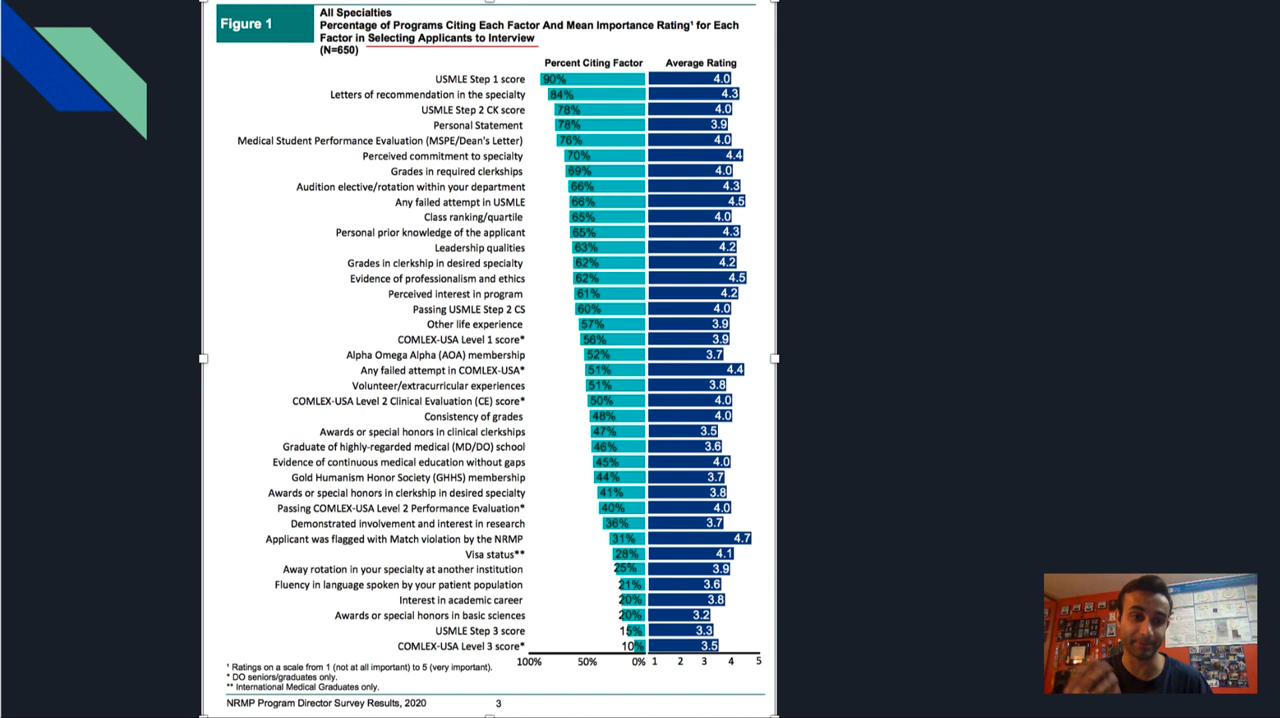 Figure 1
All Specialties
Percentage of Programs Citing Each Factor And Mean Importance Rating¹ for Each
Factor in Selecting Applicants to Interview
(N=650)
Percent Citing Factor Average Rating
USMLE Step 1 score 90% 4.0
Letters of recommendation in the specialty 84% 4.3
USMLE Step 2 CK score 78% 4.0
Personal Statement 78% 3.9
Medical Student Performance Evaluation (MSPE/Dean's Letter) 76% 4.0
Perceived commitment to specialty 70% 4.4
Grades in required clerkships 69% 4.0
Audition elective/rotation within your department 66% 4.3
Any failed attempt in USMLE 66% 4.5
Class ranking/quartile 65% 4.0
Personal prior knowledge of the applicant 65% 4.3
Leadership qualities 63% 4.2
Grades in clerkship in desired specialty 62% 4.2
Evidence of professionalism and ethics 62% 4.5
Perceived interest in program 61% 4.2
Passing USMLE Step 2 CS 60% 4.0
Other life experience 57% 3.9
COMLEX-USA Level 1 score* 56% 3.9
Alpha Omega Alpha (AOA) membership 52% 3.7
Any failed attempt in COMLEX-USA* 51% 4.4
Volunteer/extracurricular experiences 51% 3.8
COMLEX-USA Level 2 Clinical Evaluation (CE) score* 50% 4.0
Consistency of grades 48% 4.0
Awards or special honors in clinical clerkships 47% 3.5
Graduate of highly-regarded medical (MD/DO) school 46% 3.6
Evidence of continuous medical education without gaps 45% 4.0
Gold Humanism Honor Society (GHHS) membership 44% 3.7
Awards or special honors in clerkship in desired specialty 41% 3.8
Passing COMLEX-USA Level 2 Performance Evaluation* 40% 4.0
Demonstrated involvement and interest in research 36% 3.7
Applicant was flagged with Match violation by the NRMP 31% 4.7
Visa status** 28% 4.1
Away rotation in your specialty at another institution 25% 3.9
Fluency in language spoken by your patient population 21% 3.6
Interest in academic career 20% 3.8
Awards or special honors in basic sciences 20% 3.2
USMLE Step 3 score 15% 3.3
COMLEX-USA Level 3 score* 10% 3.5
100% 50% 0% 1 2 3 4 5
¹ Ratings on a scale from 1 (not at all important) to 5 (very important).
* DO seniors/graduates only.
** International Medical Graduates only.
NRMP Program Director Survey Results, 2020 3